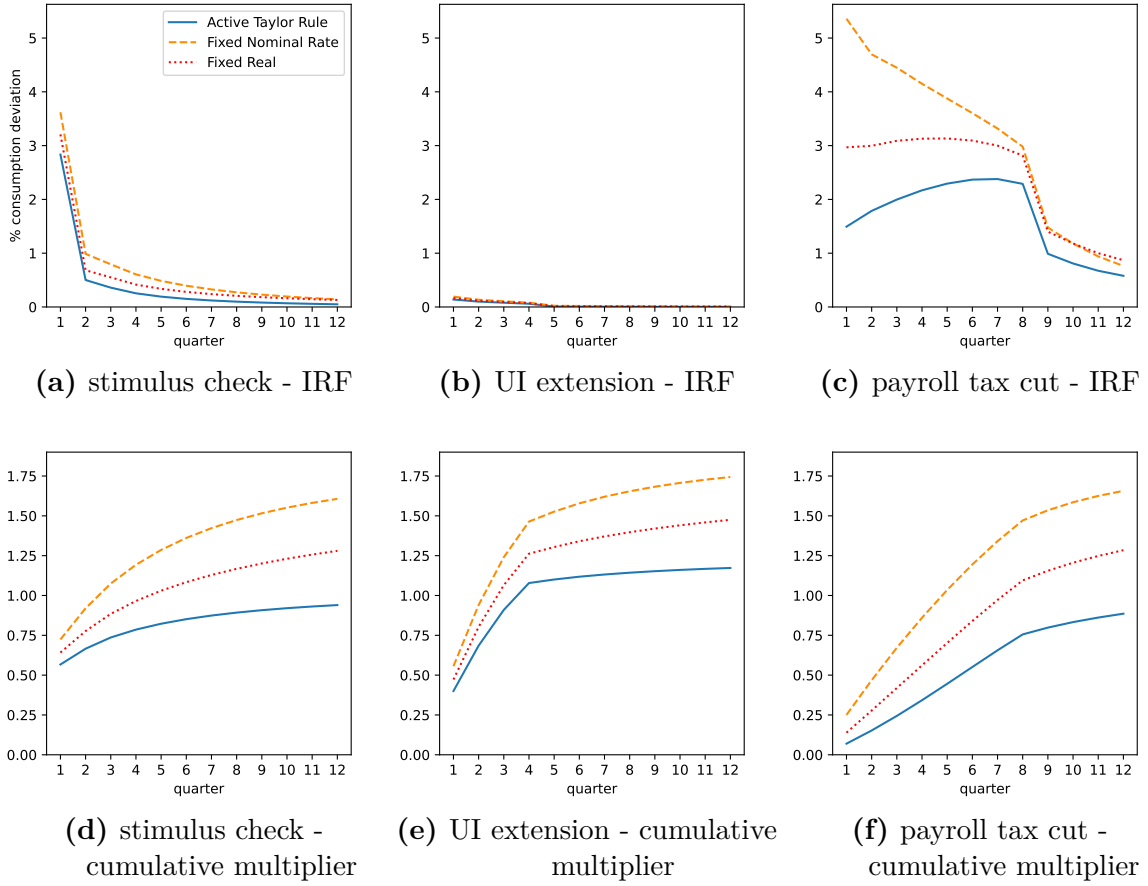 Active Taylor Rule
Fixed Nominal Rate
Fixed Real
% consumption deviation
5
4
3
2
1
0
1 2 3 4 5 6 7 8 9 10 11 12
quarter
(a) stimulus check - IRF
5
4
3
2
1
0
1 2 3 4 5 6 7 8 9 10 11 12
quarter
(b) UI extension - IRF
5
4
3
2
1
0
1 2 3 4 5 6 7 8 9 10 11 12
quarter
(c) payroll tax cut - IRF
1.75
1.50
1.25
1.00
0.75
0.50
0.25
0.00
1 2 3 4 5 6 7 8 9 10 11 12
quarter
(d) stimulus check -
cumulative multiplier
1.75
1.50
1.25
1.00
0.75
0.50
0.25
0.00
1 2 3 4 5 6 7 8 9 10 11 12
quarter
(e) UI extension - cumulative
multiplier
1.75
1.50
1.25
1.00
0.75
0.50
0.25
0.00
1 2 3 4 5 6 7 8 9 10 11 12
quarter
(f) payroll tax cut -
cumulative multiplier